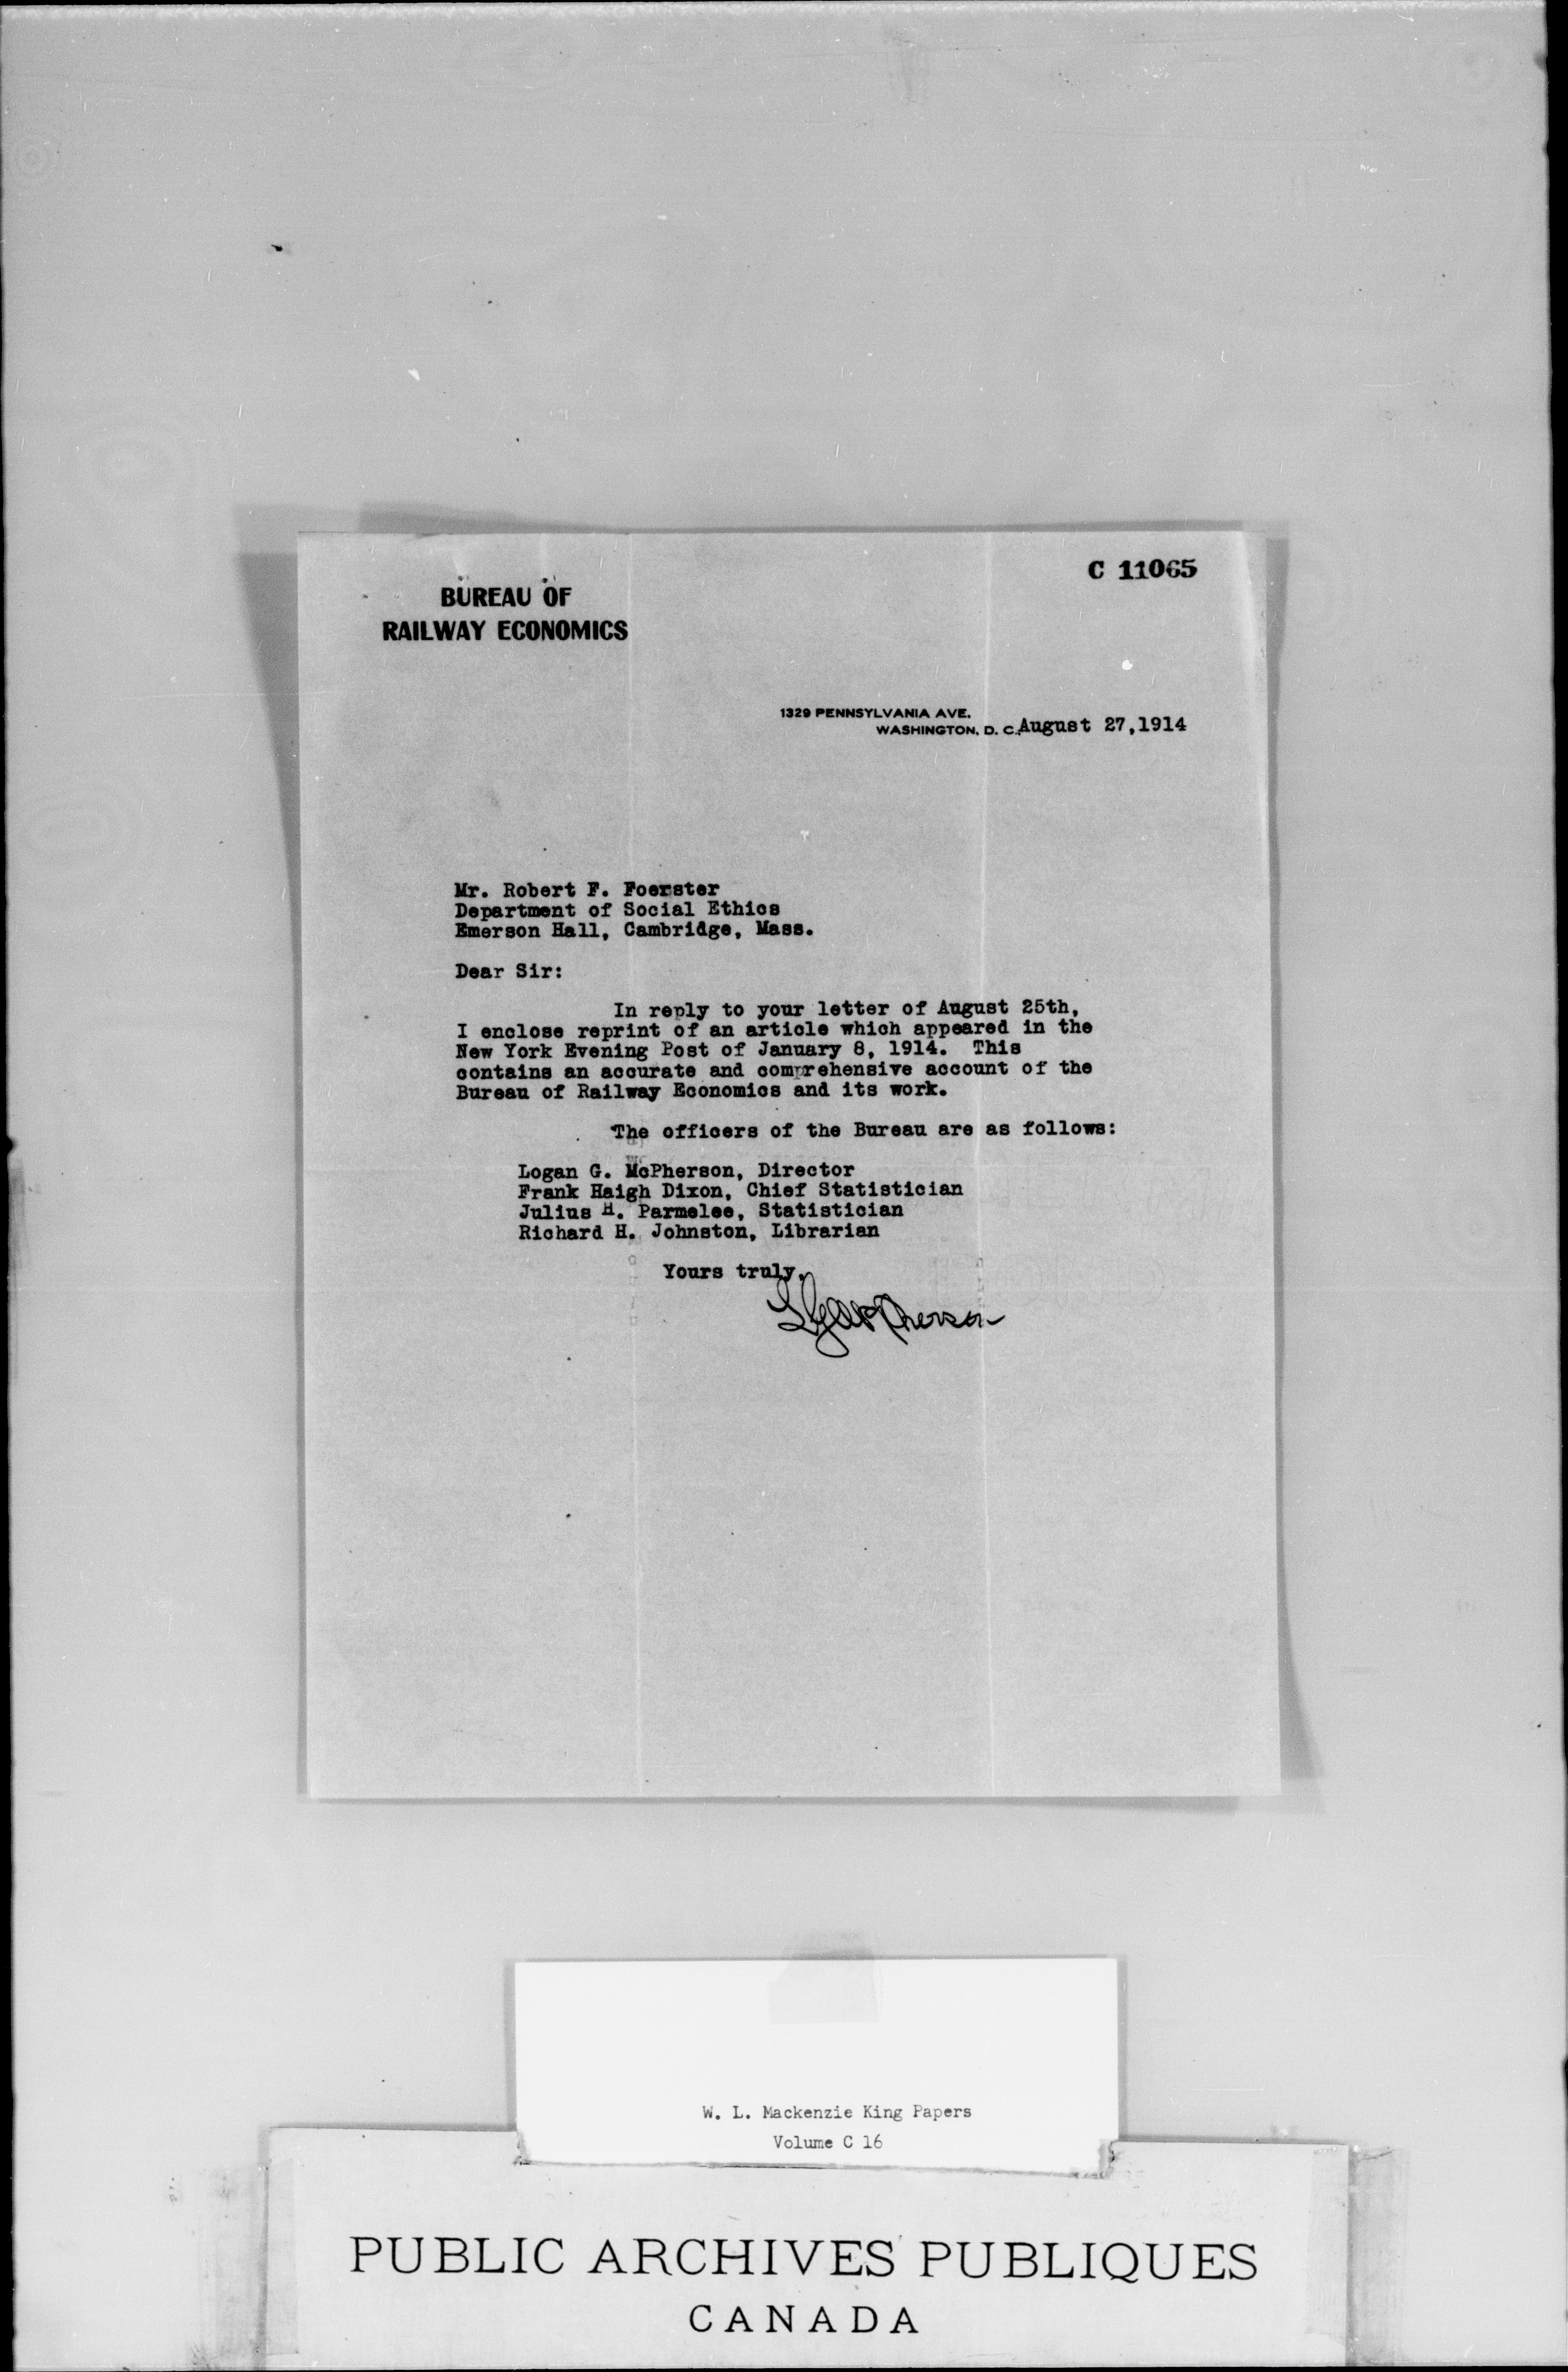 C 11065
BUREAU OF
RAILWAY ECONOMICS
1329 PENNSYLVANIA AVE.
WASHINGTON, D. C. August 27, 1914
Mr. Robert F. Foerster
Department of Social Ethics
Emerson Hall, Cambridge, Mass.
Dear Sir:
In reply to your letter of August 25th,
I enclose reprint of an article which appeared in the
New York Evening Post of January 8, 1914. This
contains an accurate and comprehensive account of the
Bureau of Railway Economics and its work.
The officers of the Bureau are as follows:
Logan G. McPherson, Director
Frank Haigh Dixon, Chief Statistician
Julius H. Parmelee, Statistician
Richard H. Johnston, Librarian
Yours truly,
L G McPherson
W. L. Mackenzie King Papers
Volume C 16
PUBLIC ARCHIVES PUBLIQUES
CANADA